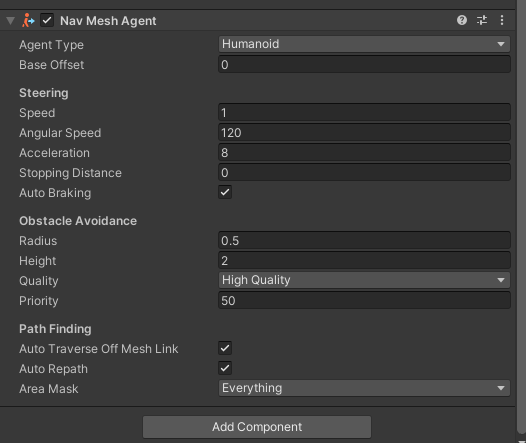 Nav Mesh Agent
Agent Type Humanoid
Base Offset 0
Steering
Speed 1
Angular Speed 120
Acceleration 8
Stopping Distance 0
Auto Braking
Obstacle Avoidance
Radius 0.5
Height 2
Quality High Quality
Priority 50
Path Finding
Auto Traverse Off Mesh Link
Auto Repath
Area Mask Everything
Add Component